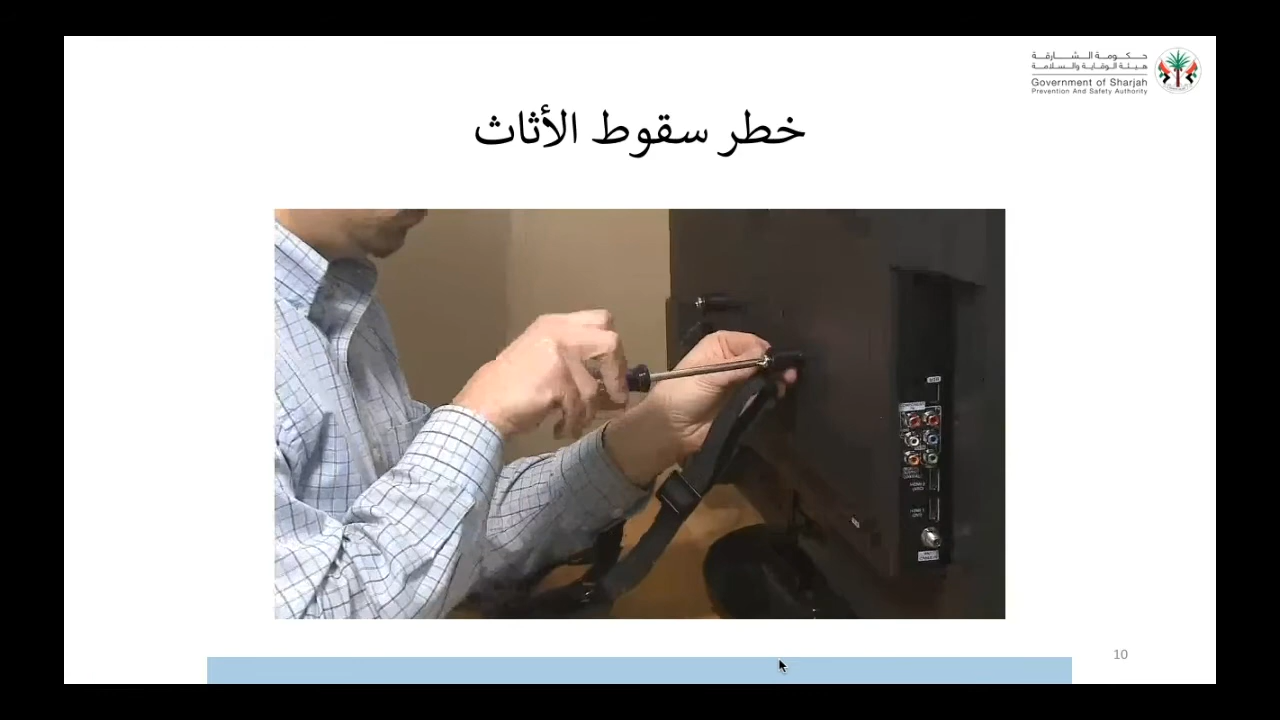 حكومة الشارقة
هيئة الوقاية والسلامة
Government of Sharjah
Prevention And Safety Authority
خطر سقوط الأثاث
10